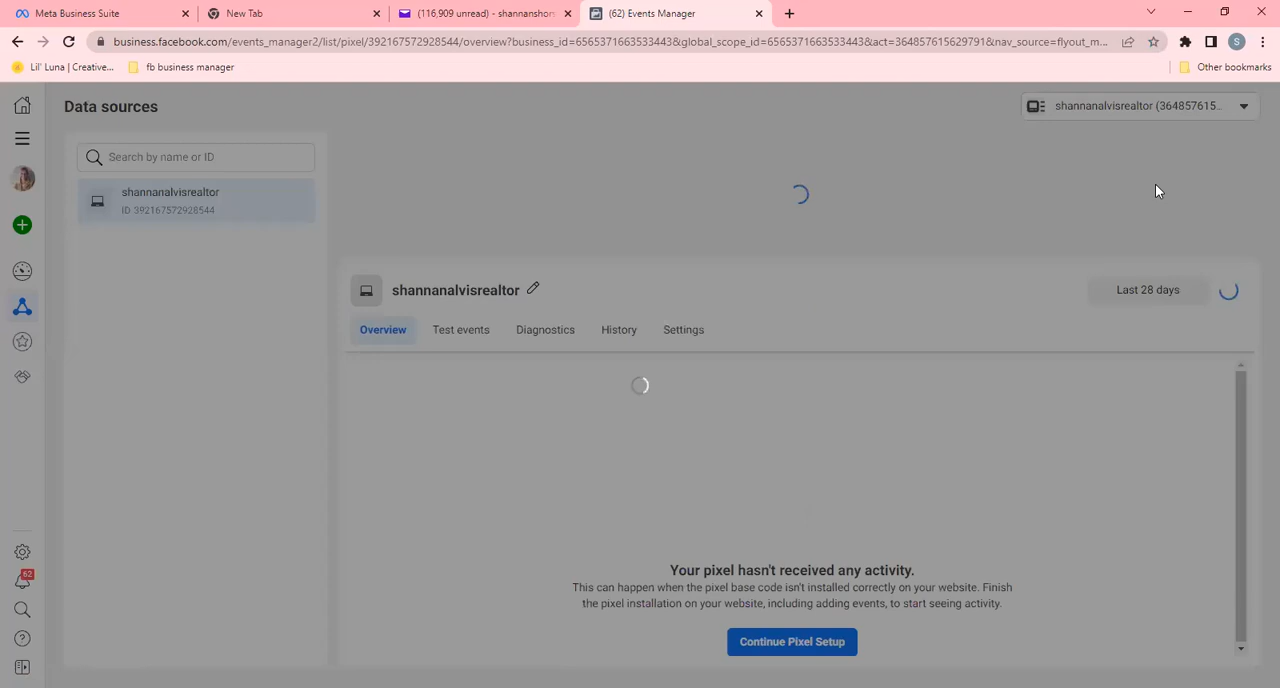 Meta Business Suite
New Tab
(116,909 unread) - shannanshor
(62) Events Manager
business.facebook.com/events_manager2/list/pixel/392167572928544/overview?business_id=6565371663533443&global_scope_id=6565371663533443&act=364857615629791&nav_source=flyout_m...
S
Lil' Luna | Creative...
fb business manager
Other bookmarks
Data sources
shannanalvisrealtor (364857615...
Search by name or ID
shannanalvisrealtor
ID 392167572928544
shannanalvisrealtor
Last 28 days
Overview
Test events
Diagnostics
History
Settings
Your pixel hasn't received any activity.
This can happen when the pixel base code isn't installed correctly on your website. Finish
the pixel installation on your website, including adding events, to start seeing activity.
62
Continue Pixel Setup